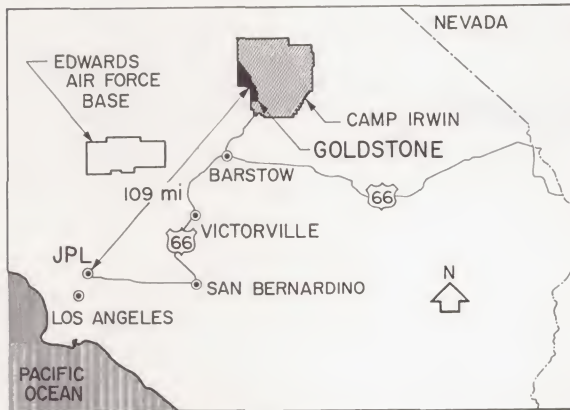 NEVADA
EDWARDS
AIR FORCE
BASE
CAMP IRWIN
GOLDSTONE
BARSTOW
109 mi
66
VICTORVILLE
66
JPL
SAN BERNARDINO
N
LOS ANGELES
PACIFIC
OCEAN